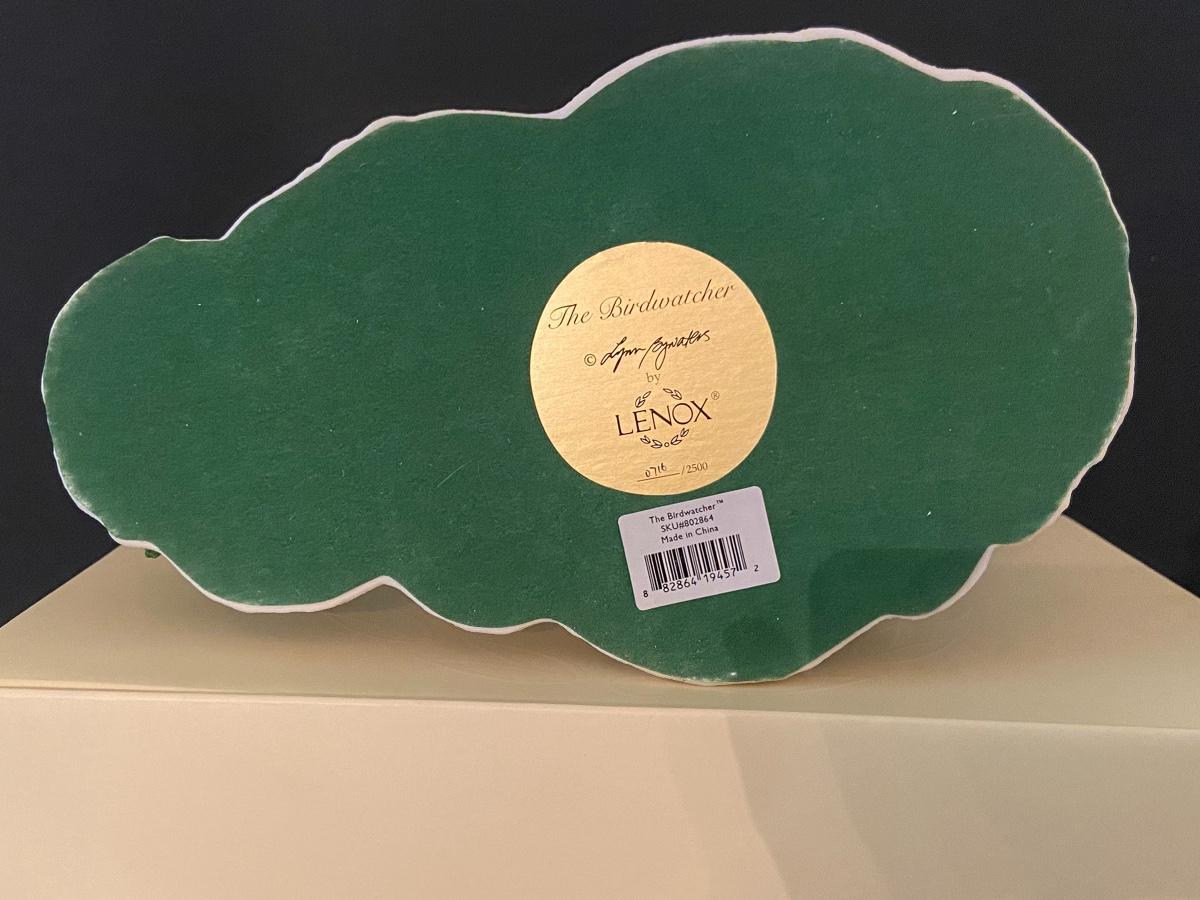 The Birdwatcher
© Lynn Bywaters
by
LENOX®
0716 /2500
The Birdwatcher™
SKU#802864
Made in China
8 82864 19457 2